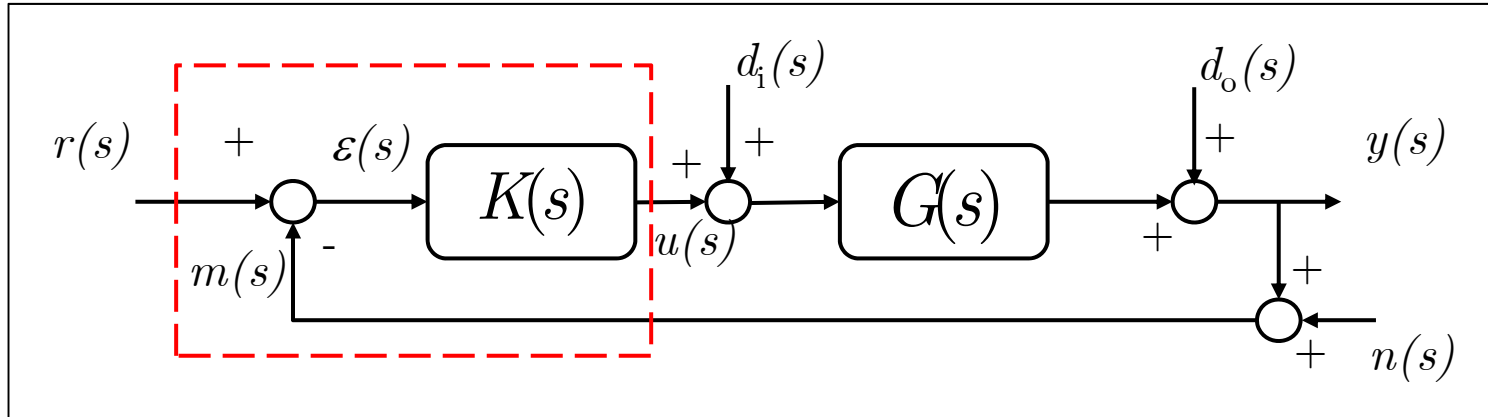 d_i(s)
d_o(s)
r(s)
+
ε(s)
+
+
+
y(s)
K(s)
G(s)
m(s)
-
u(s)
+
+
+
n(s)